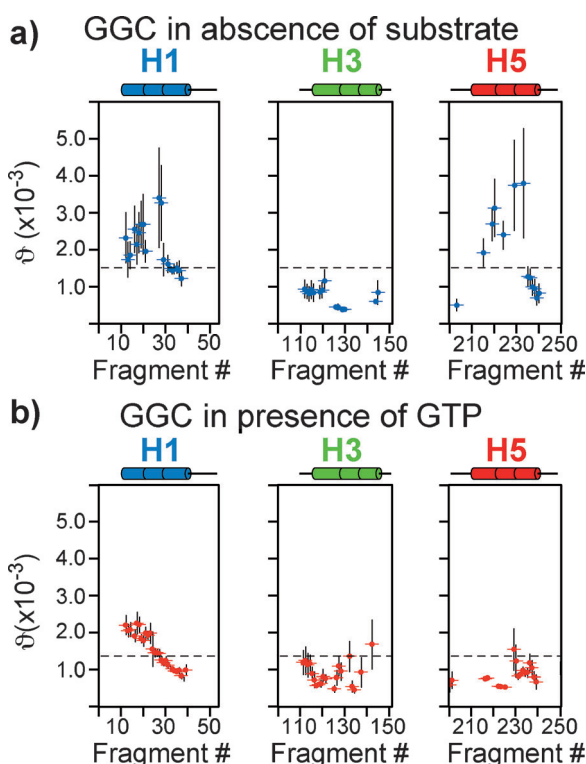 a) GGC in abscence of substrate
H1 H3 H5
5.0
4.0
3.0
2.0
1.0
ϑ (x10⁻³)
10 30 50 110 130 150 210 230 250
Fragment # Fragment # Fragment #
b) GGC in presence of GTP
H1 H3 H5
5.0
4.0
3.0
2.0
1.0
ϑ(x10⁻³)
10 30 50 110 130 150 210 230 250
Fragment # Fragment # Fragment #